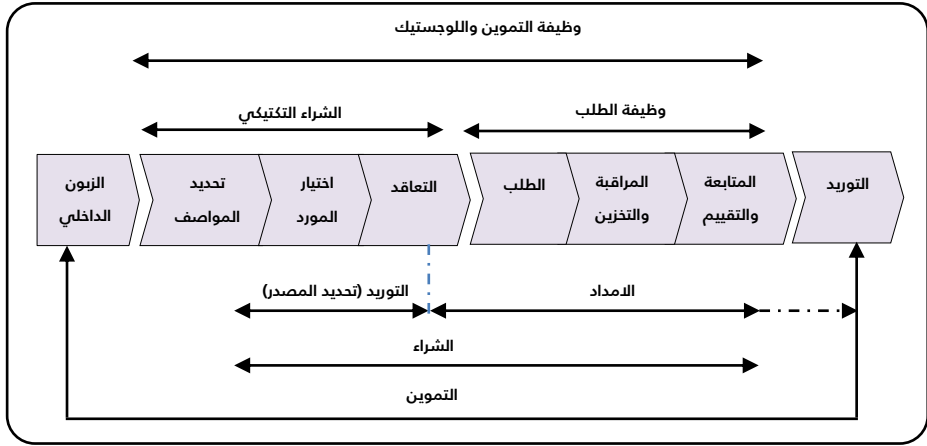 وظيفة التموين واللوجستيك
الشراء التكتيكي
وظيفة الطلب
الزبون
الداخلي
تحديد
المواصف
اختيار
المورد
التعاقد
الطلب
المراقبة
والتخزين
المتابعة
والتقييم
التوريد
التوريد (تحديد المصدر)
الامداد
الشراء
التموين